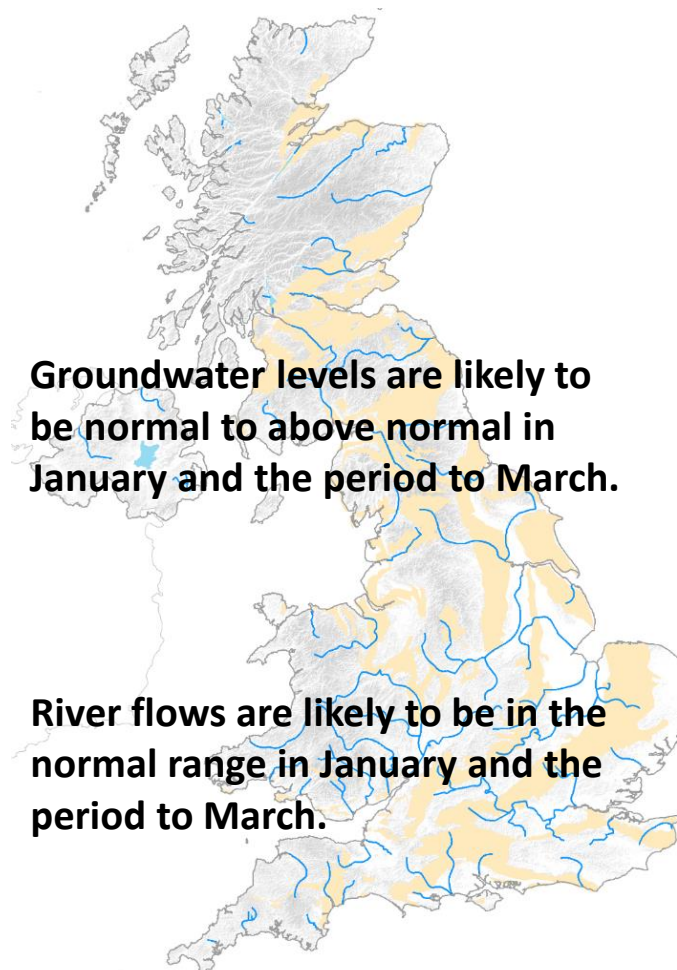 Groundwater levels are likely to
be normal to above normal in
January and the period to March.
River flows are likely to be in the
normal range in January and the
period to March.